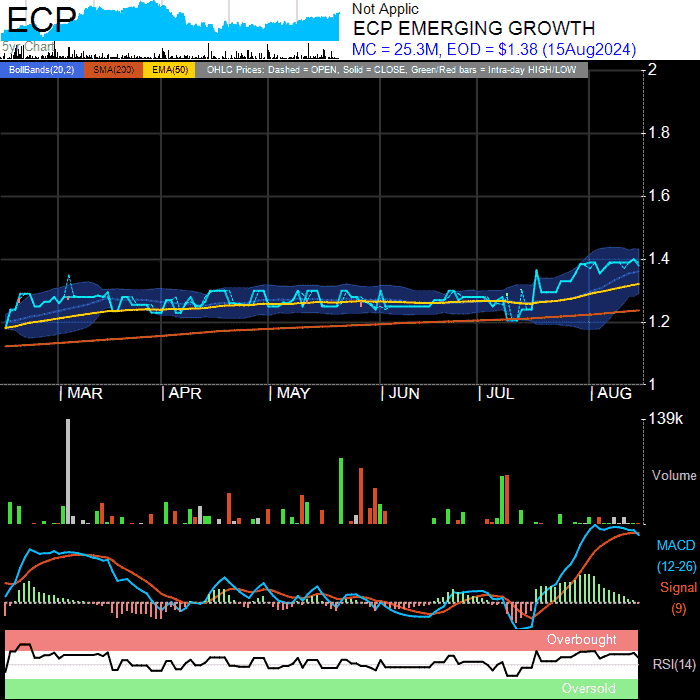 ECP
5yr Chart
Not Applic
ECP EMERGING GROWTH
MC = 25.3M, EOD = $1.38 (15Aug2024)
BollBands(20,2) SMA(200) EMA(50) OHLC Prices: Dashed = OPEN, Solid = CLOSE, Green/Red bars = Intra-day HIGH/LOW
2
1.8
1.6
1.4
1.2
1
MAR APR MAY JUN JUL AUG
139k
Volume
MACD
(12-26)
Signal
(9)
Overbought
RSI(14)
Oversold